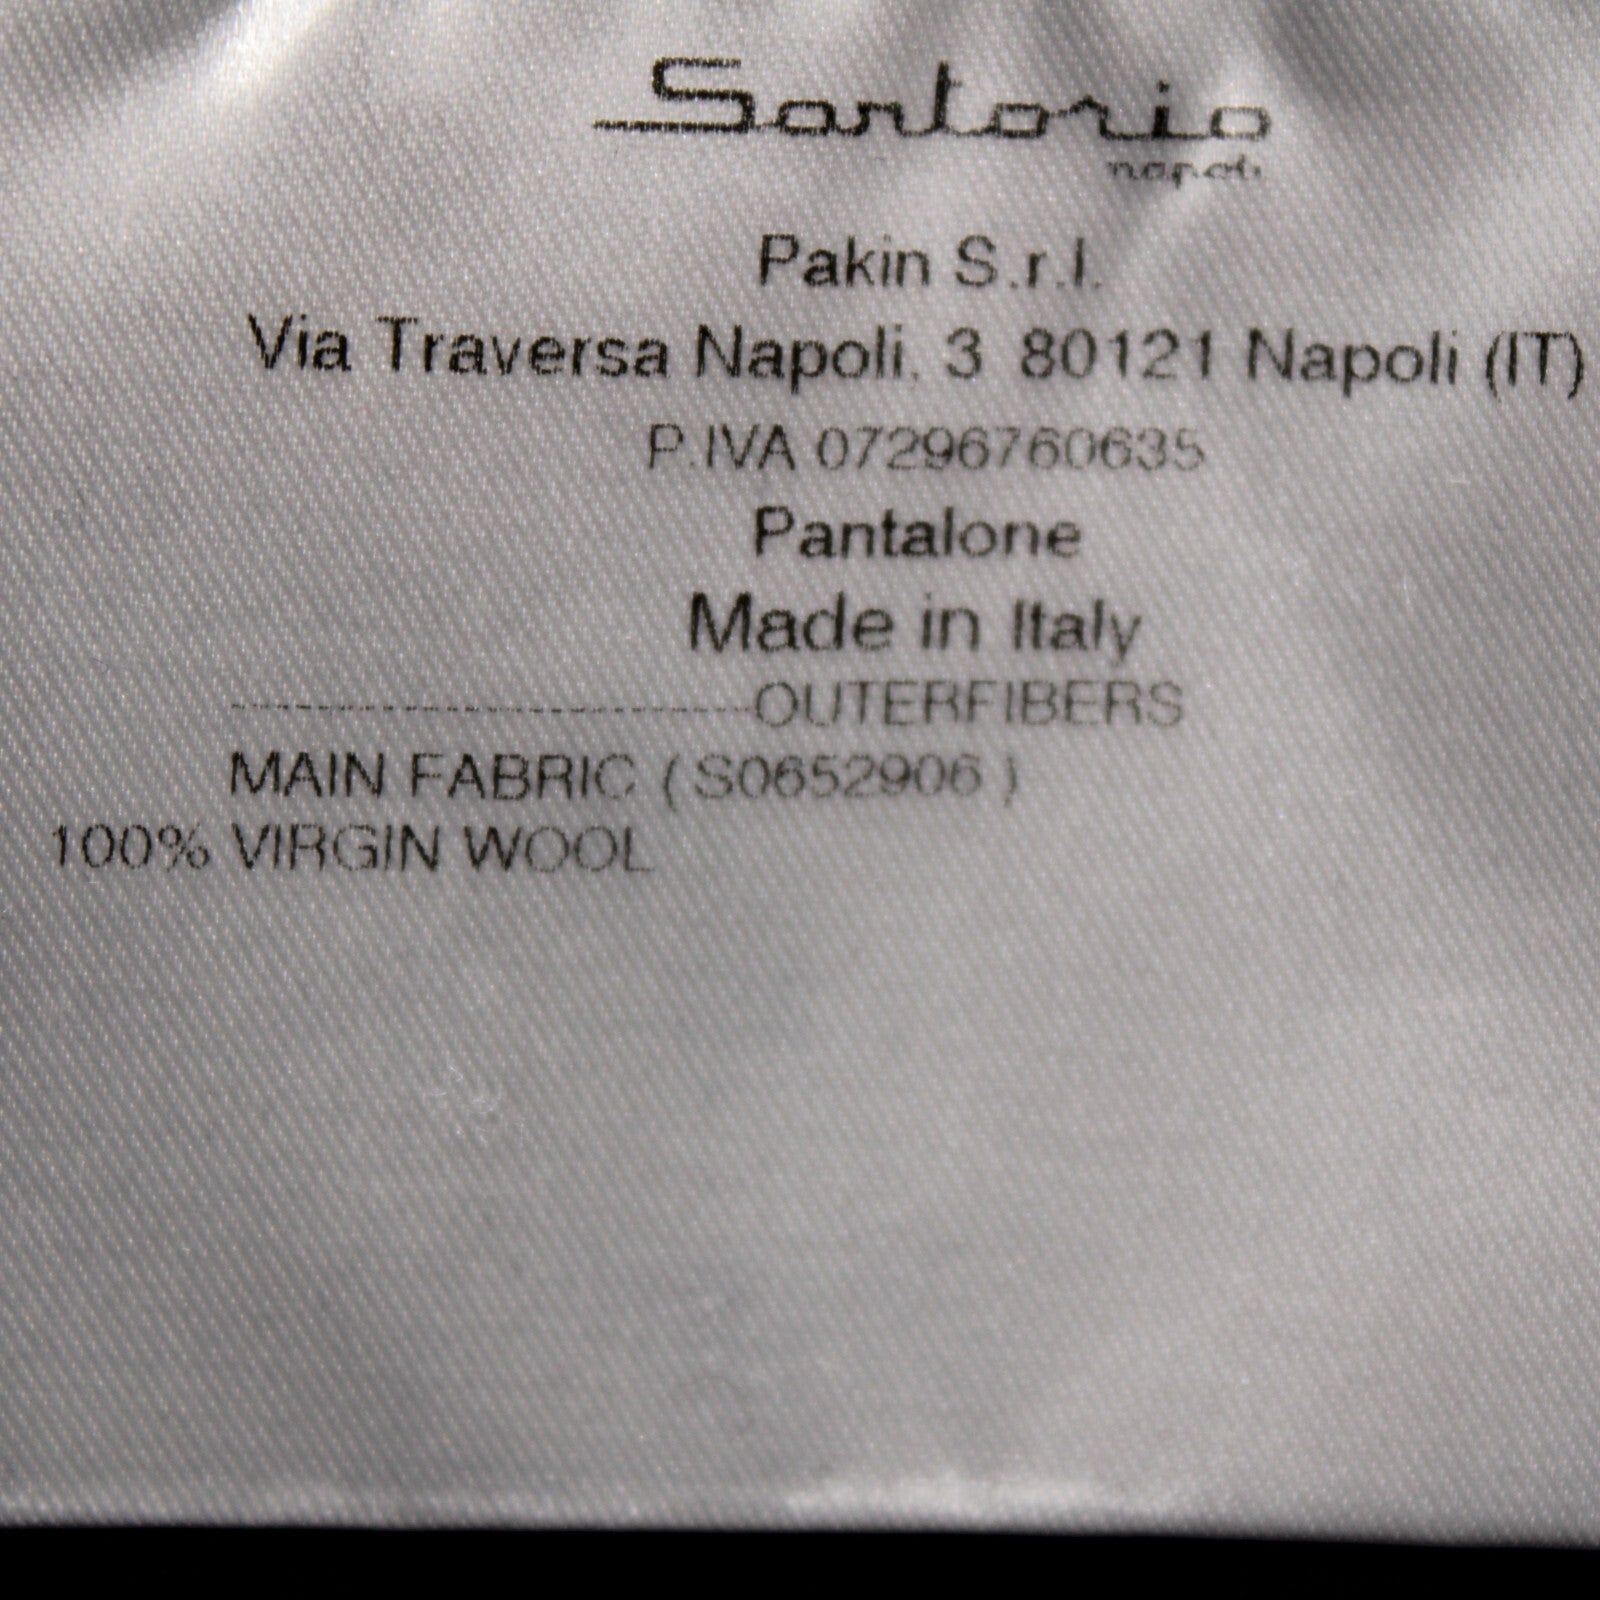 Sartorio
napoli
Pakin S.r.l.
Via Traversa Napoli, 3 80121 Napoli (IT)
P.IVA 07296760635
Pantalone
Made in Italy
-------------------------OUTERFIBERS
MAIN FABRIC ( S0652906 )
100% VIRGIN WOOL